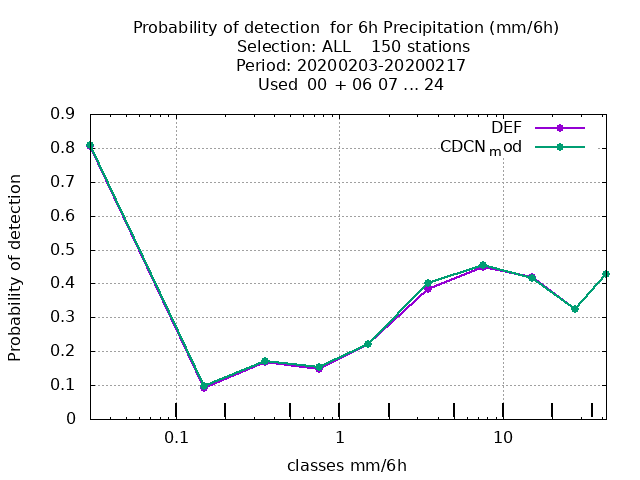 Probability of detection  for 6h Precipitation (mm/6h)
Selection: ALL    150 stations
Period: 20200203-20200217
Used  00 + 06 07 ... 24
DEF
CDCNmod
0.9
0.8
0.7
0.6
0.5
0.4
0.3
0.2
0.1
0
Probability of detection
0.1
1
10
classes mm/6h